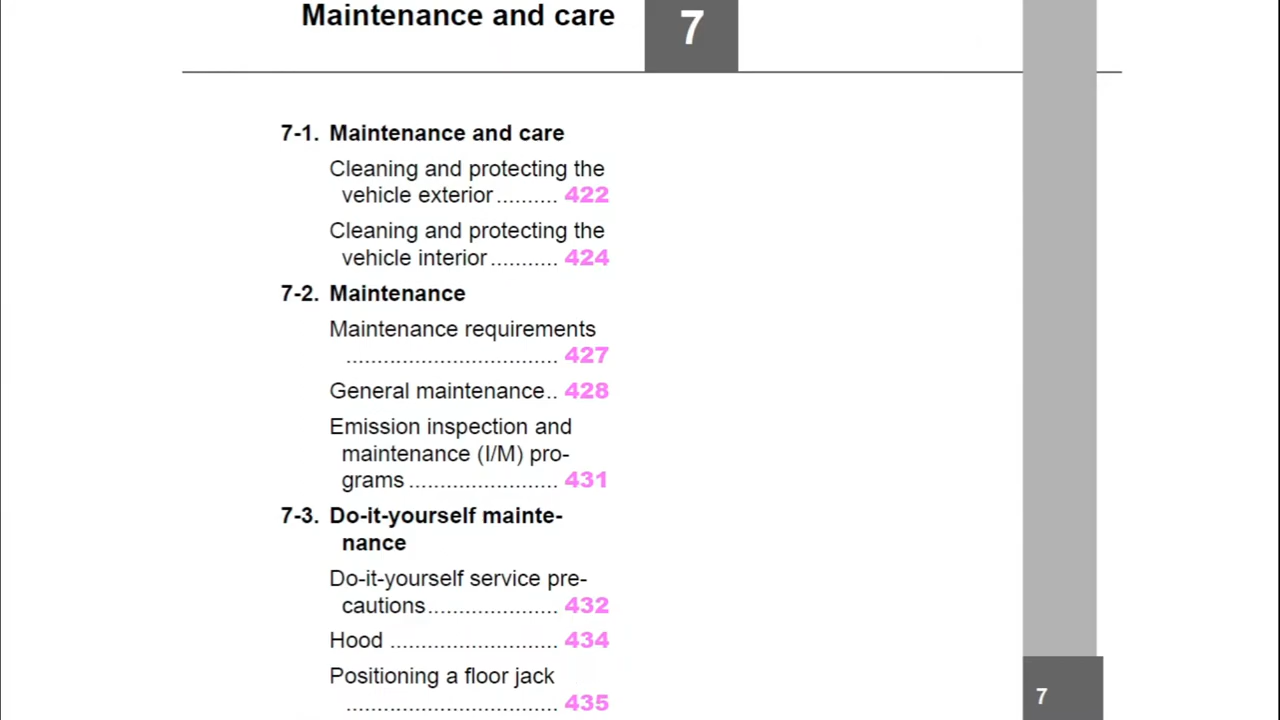 Maintenance and care
7
7-1. Maintenance and care
Cleaning and protecting the
vehicle exterior.......... 422
Cleaning and protecting the
vehicle interior........... 424
7-2. Maintenance
Maintenance requirements
.................................. 427
General maintenance.. 428
Emission inspection and
maintenance (I/M) pro-
grams ........................ 431
7-3. Do-it-yourself mainte-
nance
Do-it-yourself service pre-
cautions..................... 432
Hood ........................... 434
Positioning a floor jack
.................................. 435
7